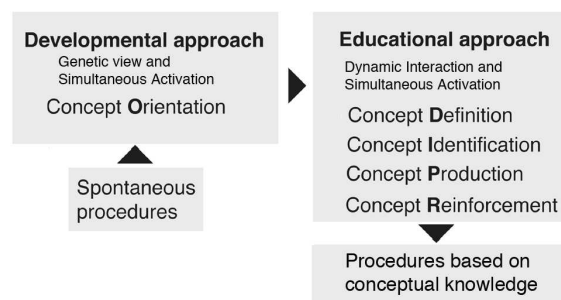 Developmental approach
Genetic view and
Simultaneous Activation
Concept Orientation
Spontaneous
procedures
Educational approach
Dynamic Interaction and
Simultaneous Activation
Concept Definition
Concept Identification
Concept Production
Concept Reinforcement
Procedures based on
conceptual knowledge